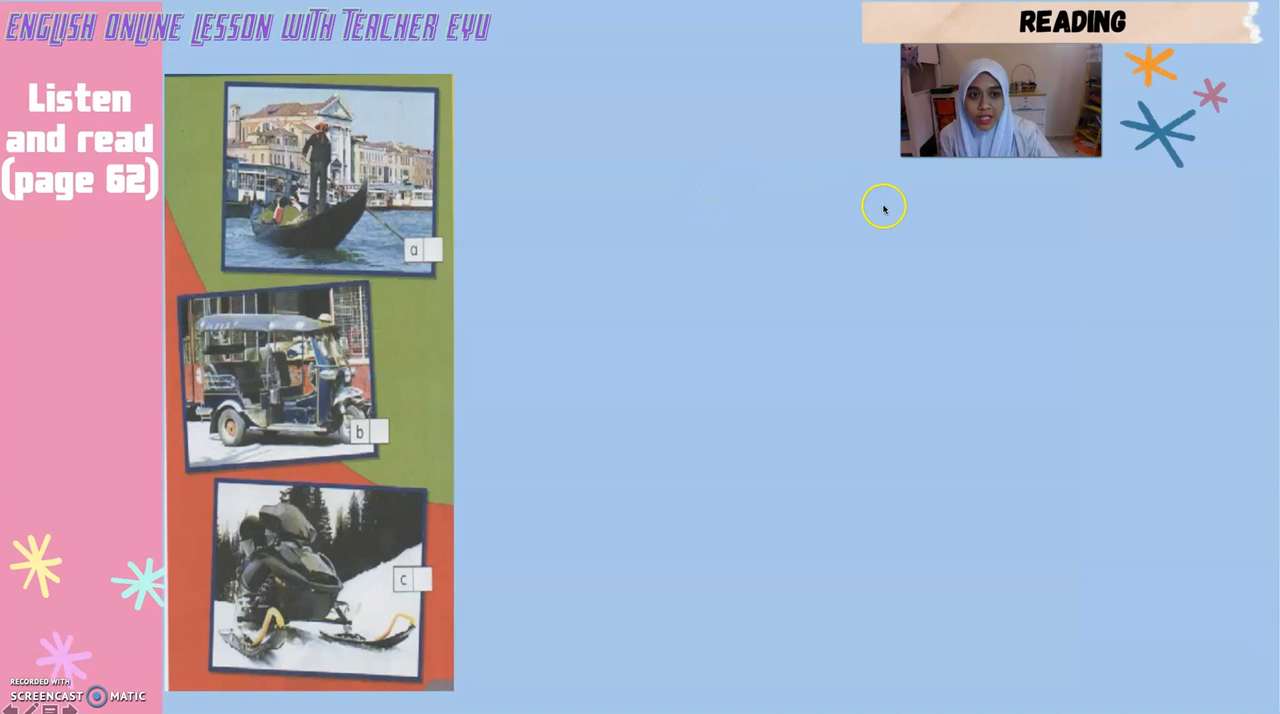 ENGLISH ONLINE LESSON WITH TEACHER EYU
READING
Listen
and read
(page 62)
a
b
c
RECORDED WITH
SCREENCAST MATIC